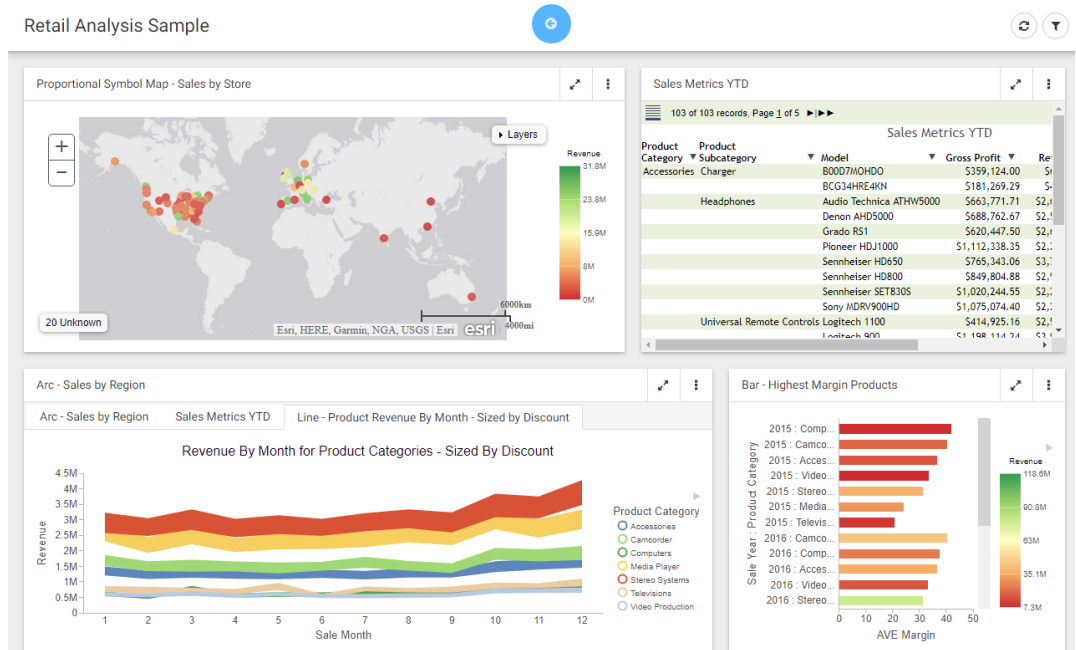 Retail Analysis Sample
Proportional Symbol Map - Sales by Store
+
−
Layers
Revenue
31.8M
23.8M
15.9M
8M
0M
20 Unknown
6000km
4000mi
Esri, HERE, Garmin, NGA, USGS | Esri
esri
Sales Metrics YTD
103 of 103 records, Page 1 of 5
Sales Metrics YTD
Product Category Product Subcategory Model Gross Profit
Accessories Charger B00D7MOHDO $359,124.00
BCG34HRE4KN $181,269.29
Headphones Audio Technica ATHW5000 $663,771.71
Denon AHD5000 $688,762.67
Grado RS1 $620,447.50
Pioneer HDJ1000 $1,112,338.35
Sennheiser HD650 $765,343.06
Sennheiser HD800 $849,804.88
Sennheiser SET830S $1,020,244.55
Sony MDRV900HD $1,075,074.40
Universal Remote Controls Logitech 1100 $414,925.16
Logitech 900 $1,198,114.24
Arc - Sales by Region
Arc - Sales by Region Sales Metrics YTD Line - Product Revenue By Month - Sized by Discount
Revenue By Month for Product Categories - Sized By Discount
Revenue
4.5M
4M
3.5M
3M
2.5M
2M
1.5M
1M
0.5M
0
1 2 3 4 5 6 7 8 9 10 11 12
Sale Month
Product Category
Accessories
Camcorder
Computers
Media Player
Stereo Systems
Televisions
Video Production
Bar - Highest Margin Products
Sale Year : Product Category
2015 : Comp...
2015 : Camco...
2015 : Acces...
2015 : Video...
2015 : Stereo...
2015 : Media...
2015 : Televis...
2016 : Camco...
2016 : Comp...
2016 : Acces...
2016 : Video...
2016 : Stereo...
0 10 20 30 40 50
AVE Margin
Revenue
118.6M
90.8M
63M
35.1M
7.3M